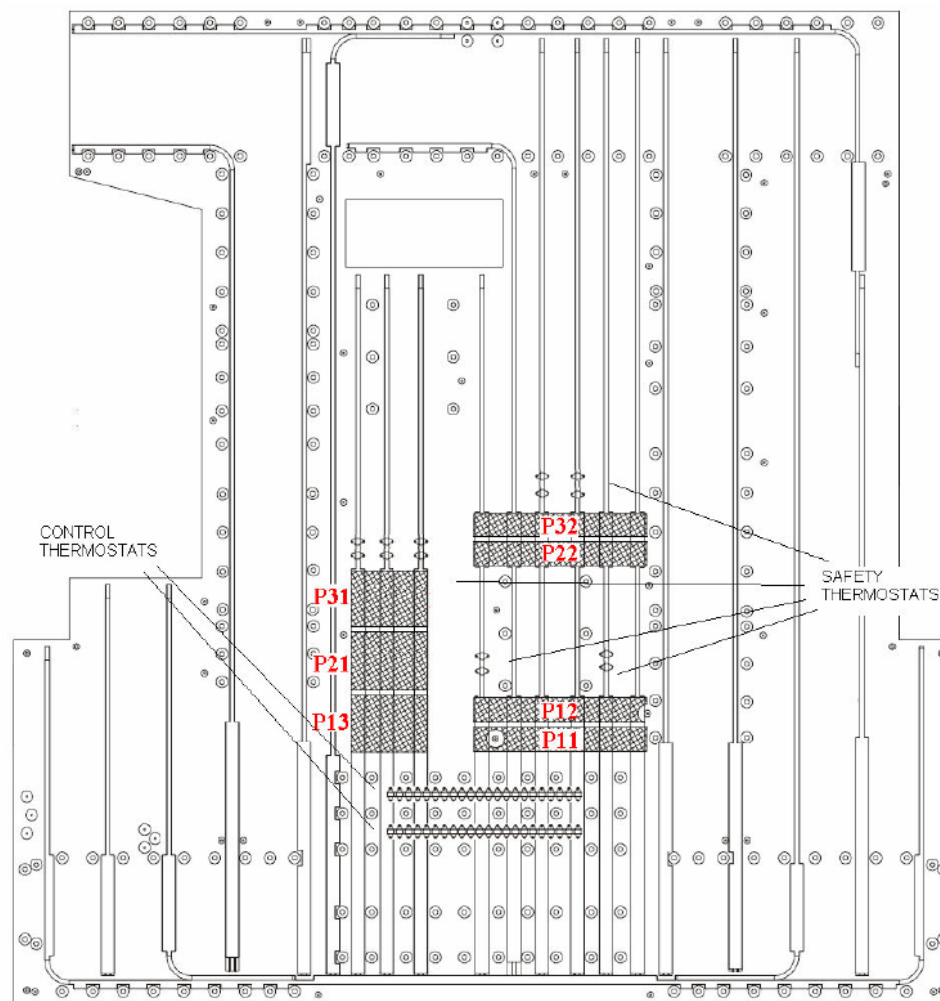 P32
P22
CONTROL
THERMOSTATS
SAFETY
THERMOSTATS
P31
P21
P13
P12
P11